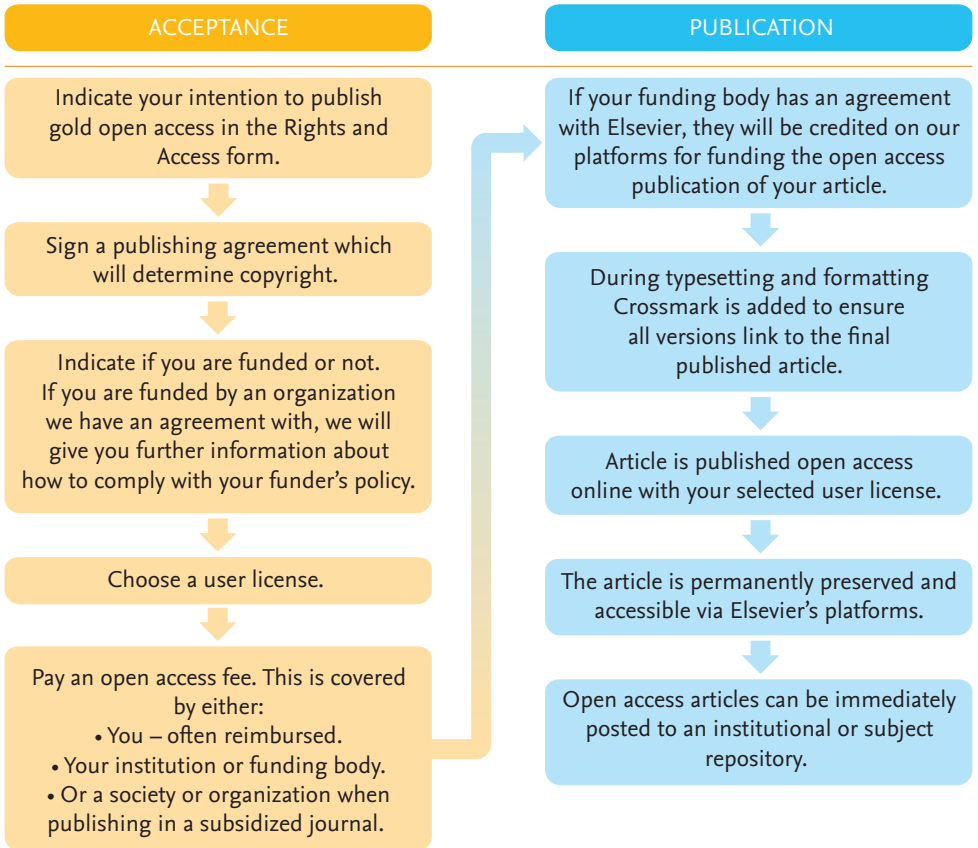 ACCEPTANCE
Indicate your intention to publish
gold open access in the Rights and
Access form.
Sign a publishing agreement which
will determine copyright.
Indicate if you are funded or not.
If you are funded by an organization
we have an agreement with, we will
give you further information about
how to comply with your funder’s policy.
Choose a user license.
Pay an open access fee. This is covered
by either:
• You – often reimbursed.
• Your institution or funding body.
• Or a society or organization when
publishing in a subsidized journal.
PUBLICATION
If your funding body has an agreement
with Elsevier, they will be credited on our
platforms for funding the open access
publication of your article.
During typesetting and formatting
Crossmark is added to ensure
all versions link to the final
published article.
Article is published open access
online with your selected user license.
The article is permanently preserved and
accessible via Elsevier’s platforms.
Open access articles can be immediately
posted to an institutional or subject
repository.